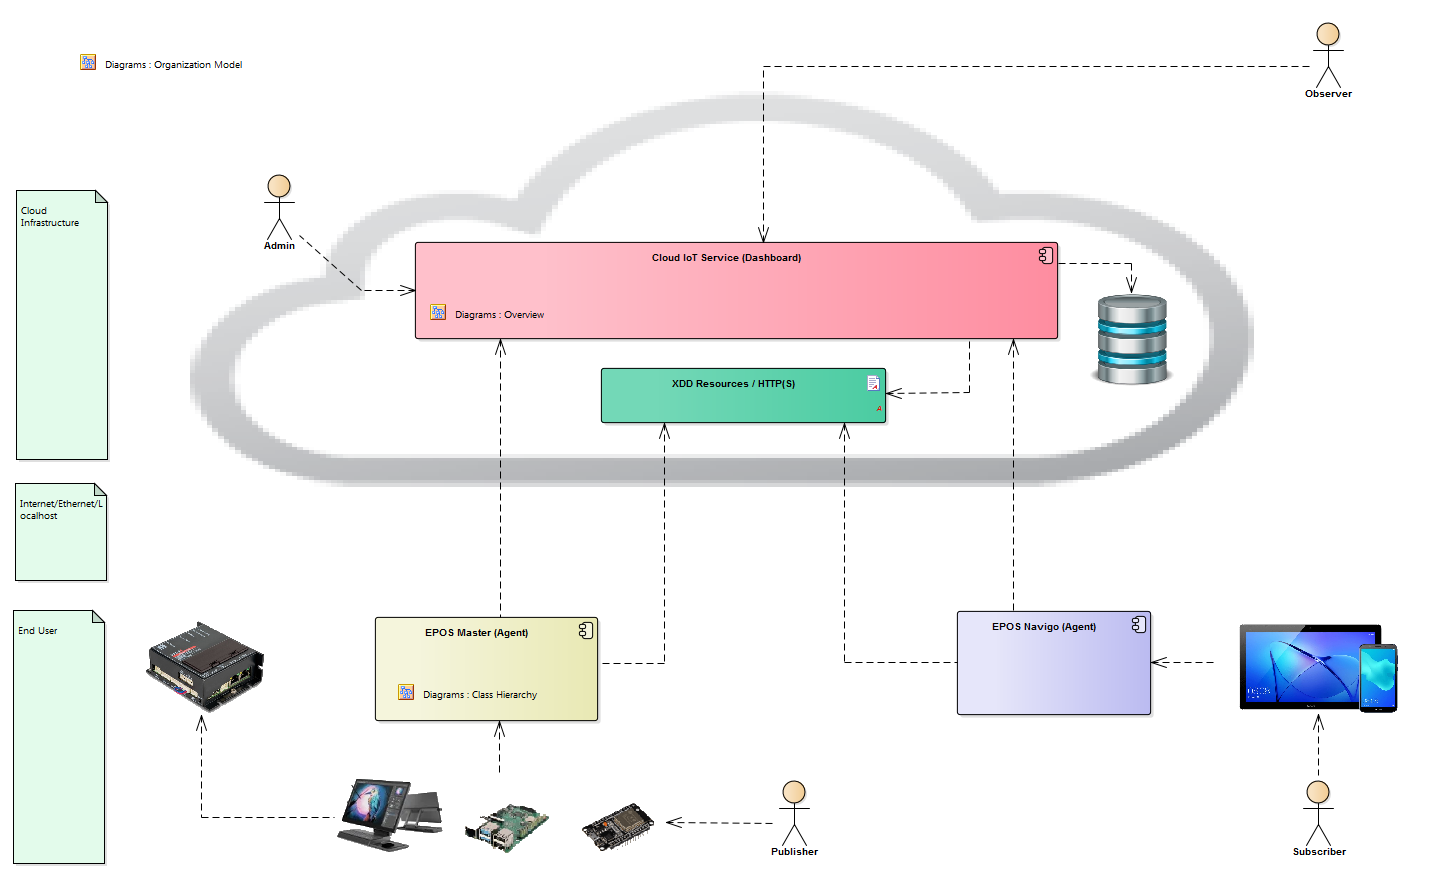 Diagrams : Organization Model
Observer
Cloud
Infrastructure
Admin
Cloud IoT Service (Dashboard)
Diagrams : Overview
XDD Resources / HTTP(S)
A
Internet/Ethernet/L
ocalhost
End User
EPOS Master (Agent)
Diagrams : Class Hierarchy
EPOS Navigo (Agent)
Publisher
Subscriber